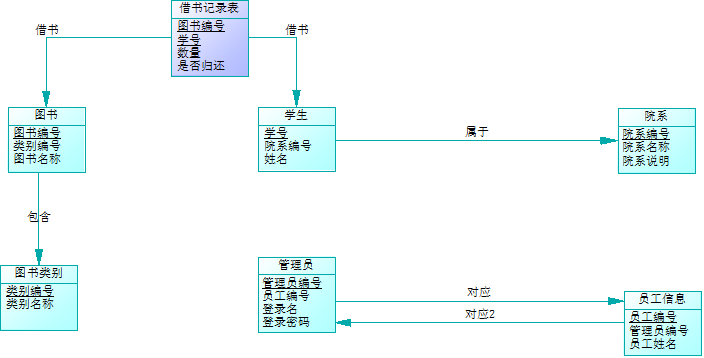 借书记录表
图书编号
学号
数量
是否归还
借书
借书
图书
图书编号
类别编号
图书名称
学生
学号
院系编号
姓名
属于
院系
院系编号
院系名称
院系说明
包含
图书类别
类别编号
类别名称
管理员
管理员编号
员工编号
登录名
登录密码
对应
对应2
员工信息
员工编号
管理员编号
员工姓名